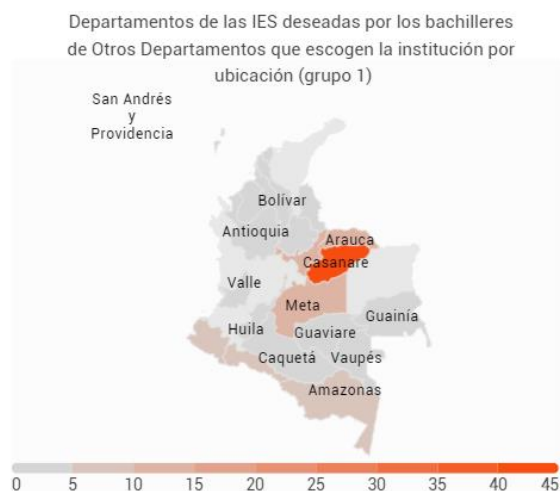 Departamentos de las IES deseadas por los bachilleres
de Otros Departamentos que escogen la institución por
ubicación (grupo 1)
San Andrés
y
Providencia
Bolívar
Antioquia
Arauca
Casanare
Valle
Meta
Guainía
Huila
Guaviare
Caquetá
Vaupés
Amazonas
0 5 10 15 20 25 30 35 40 45